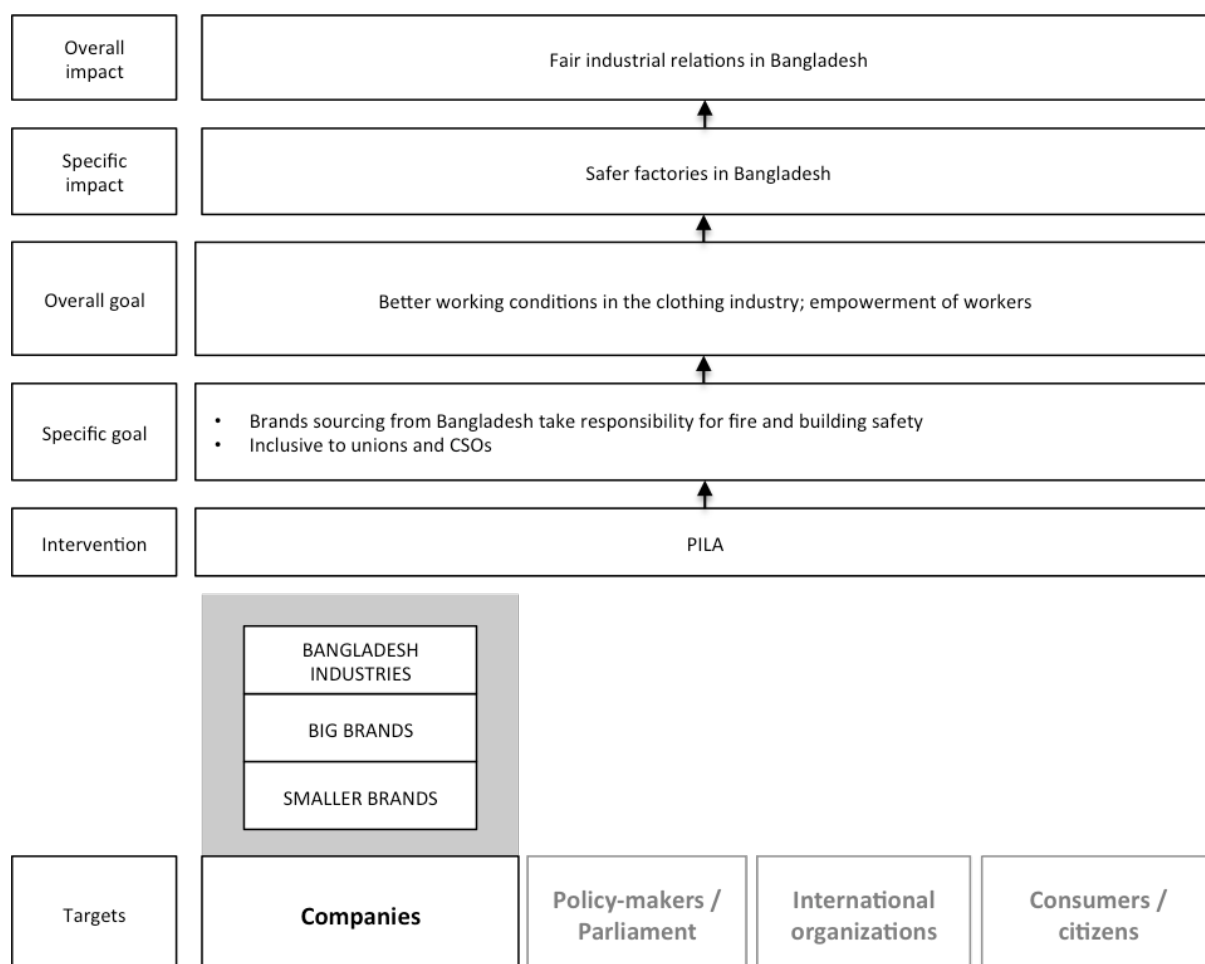 Overall
impact
Fair industrial relations in Bangladesh
Specific
impact
Safer factories in Bangladesh
Overall goal
Better working conditions in the clothing industry; empowerment of workers
Specific goal
• Brands sourcing from Bangladesh take responsibility for fire and building safety
• Inclusive to unions and CSOs
Intervention
PILA
BANGLADESH
INDUSTRIES
BIG BRANDS
SMALLER BRANDS
Targets
Companies
Policy-makers /
Parliament
International
organizations
Consumers /
citizens